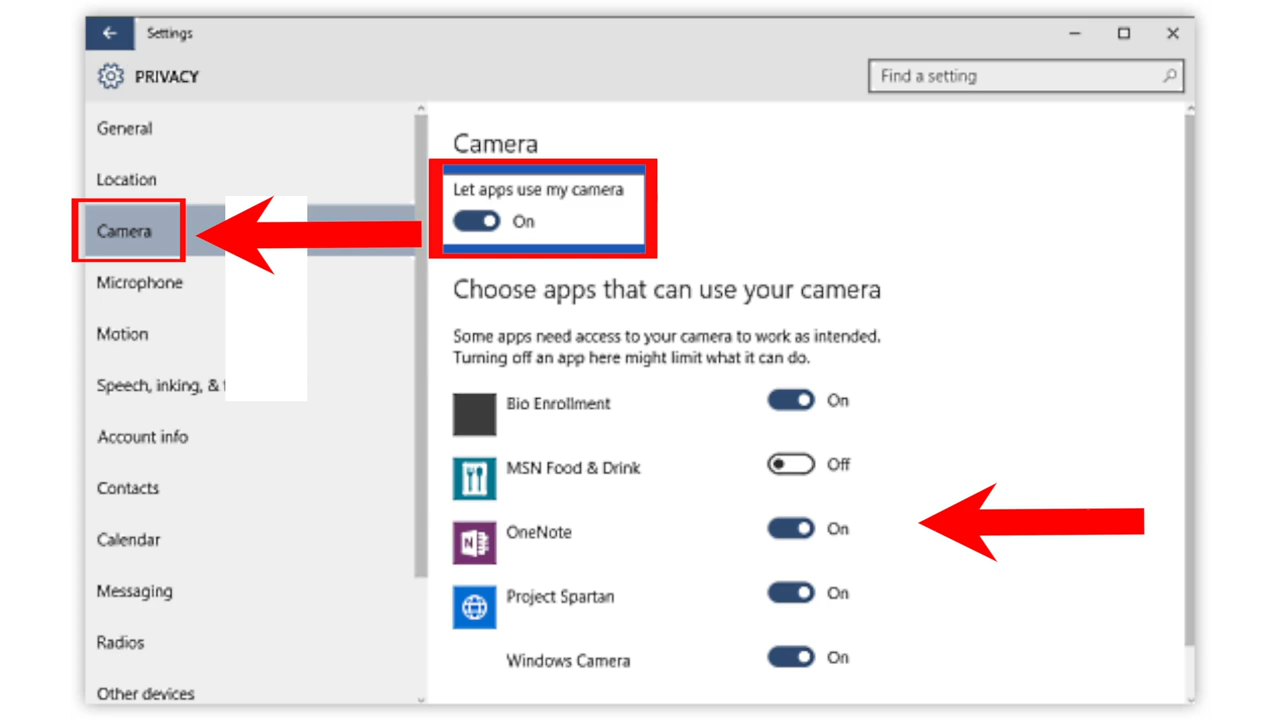 Settings
PRIVACY
Find a setting
General
Location
Camera
Microphone
Motion
Speech, inking, &
Account info
Contacts
Calendar
Messaging
Radios
Other devices
Camera
Let apps use my camera
On
Choose apps that can use your camera
Some apps need access to your camera to work as intended.
Turning off an app here might limit what it can do.
Bio Enrollment On
MSN Food & Drink Off
N OneNote On
Project Spartan On
Windows Camera On